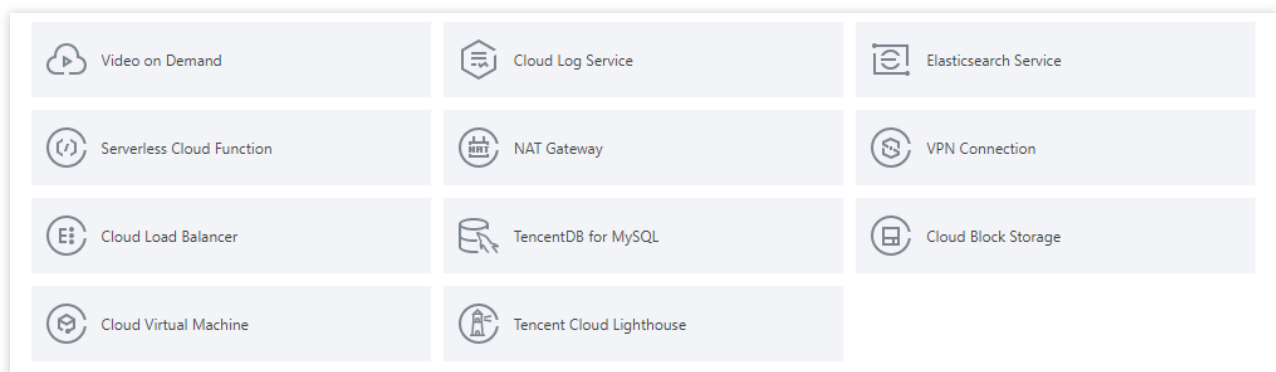 Video on Demand
Cloud Log Service
Elasticsearch Service
Serverless Cloud Function
NAT
NAT Gateway
VPN Connection
Cloud Load Balancer
TencentDB for MySQL
Cloud Block Storage
Cloud Virtual Machine
Tencent Cloud Lighthouse